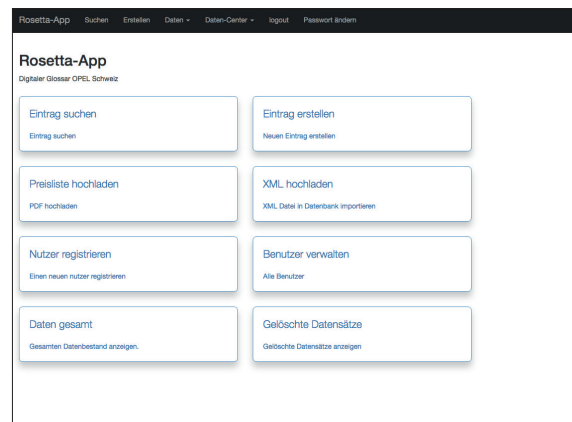 Rosetta-App Suchen Erstellen Daten Daten-Center logout Passwort ändern
Rosetta-App
Digitaler Glossar OPEL Schweiz
Eintrag suchen
Eintrag suchen
Eintrag erstellen
Neuen Eintrag erstellen
Preisliste hochladen
PDF hochladen
XML hochladen
XML Datei in Datenbank importieren
Nutzer registrieren
Einen neuen nutzer registrieren
Benutzer verwalten
Alle Benutzer
Daten gesamt
Gesamten Datenbestand anzeigen.
Gelöschte Datensätze
Gelöschte Datensätze anzeigen